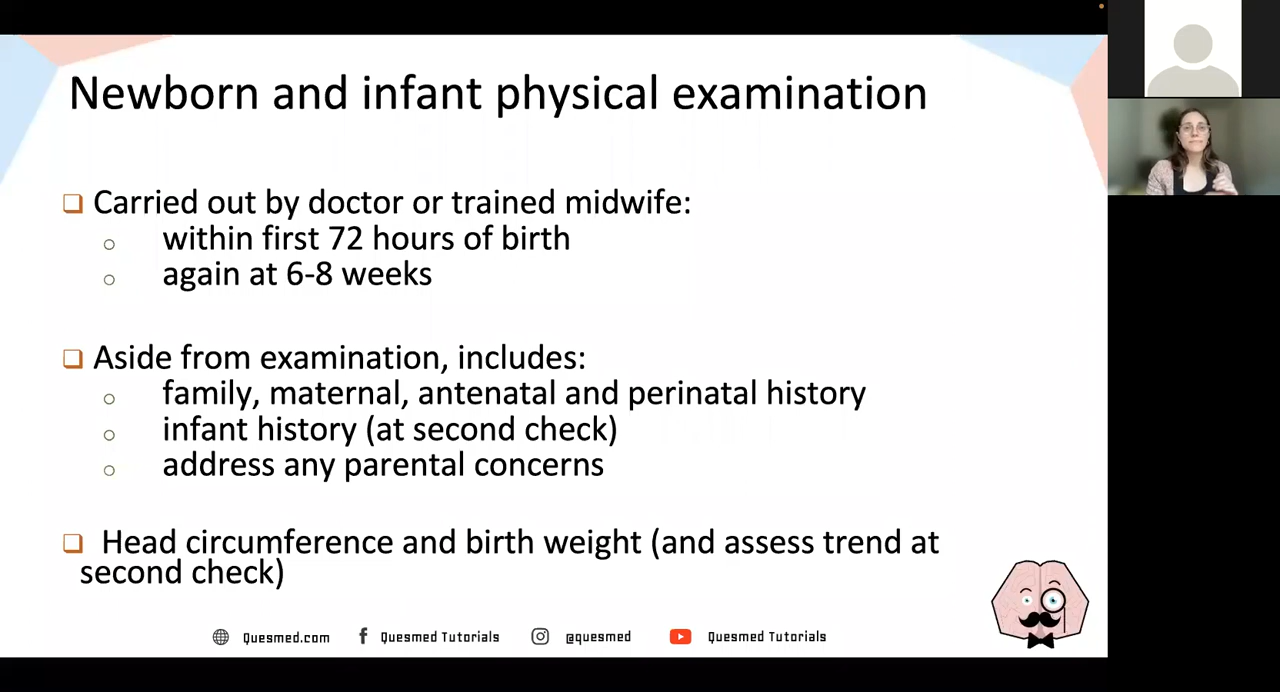 Newborn and infant physical examination
Carried out by doctor or trained midwife:
within first 72 hours of birth
again at 6-8 weeks
Aside from examination, includes:
family, maternal, antenatal and perinatal history
infant history (at second check)
address any parental concerns
Head circumference and birth weight (and assess trend at
second check)
Quesmed.com Quesmed Tutorials @quesmed Quesmed Tutorials